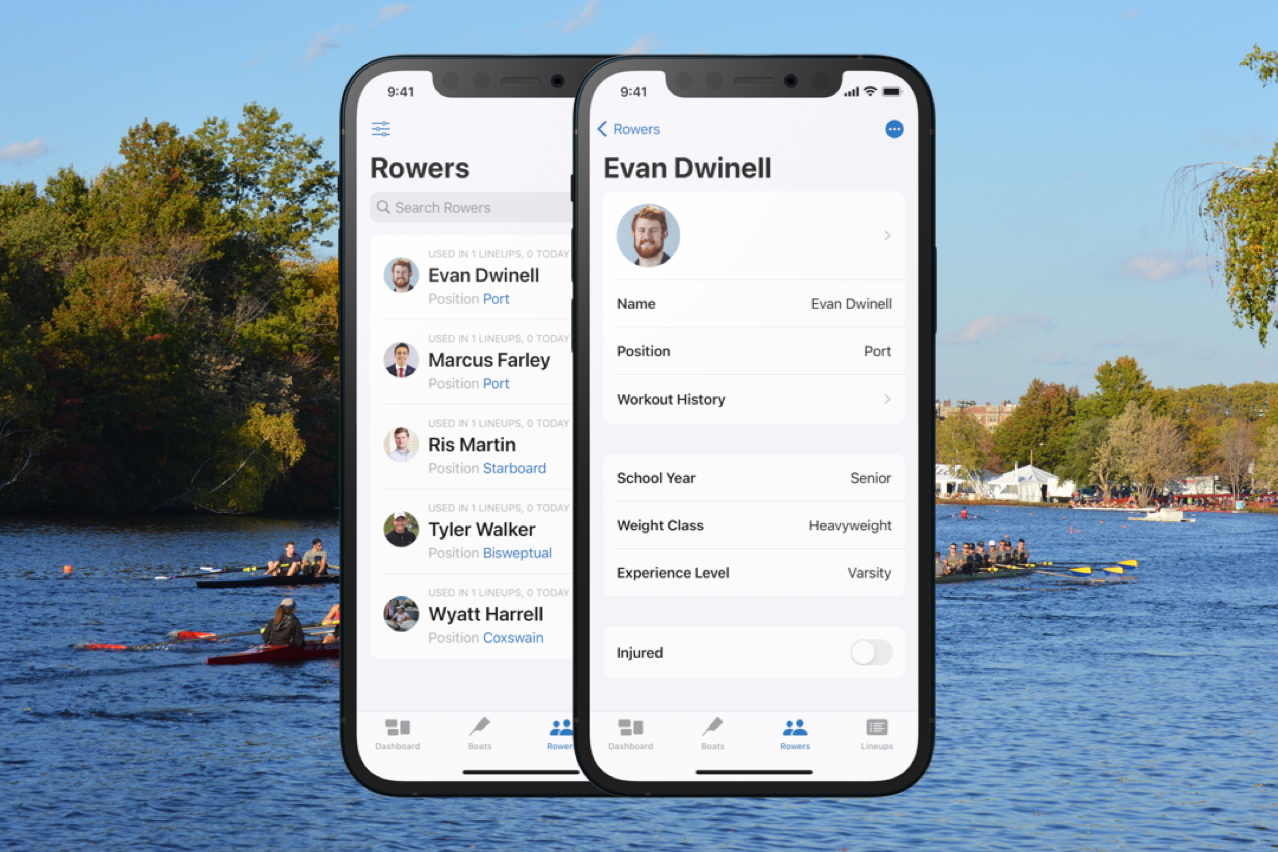 9:41
Rowers
Search Rowers
USED IN 1 LINEUPS, 0 TODAY
Evan Dwinell
Position Port
USED IN 1 LINEUPS, 0 TODAY
Marcus Farley
Position Port
USED IN 1 LINEUPS, 0 TODAY
Ris Martin
Position Starboard
USED IN 1 LINEUPS, 0 TODAY
Tyler Walker
Position Bisweptual
USED IN 1 LINEUPS, 0 TODAY
Wyatt Harrell
Position Coxswain
Dashboard
Boats
Rowers
9:41
Rowers
Evan Dwinell
Name Evan Dwinell
Position Port
Workout History
School Year Senior
Weight Class Heavyweight
Experience Level Varsity
Injured
Dashboard
Boats
Rowers
Lineups